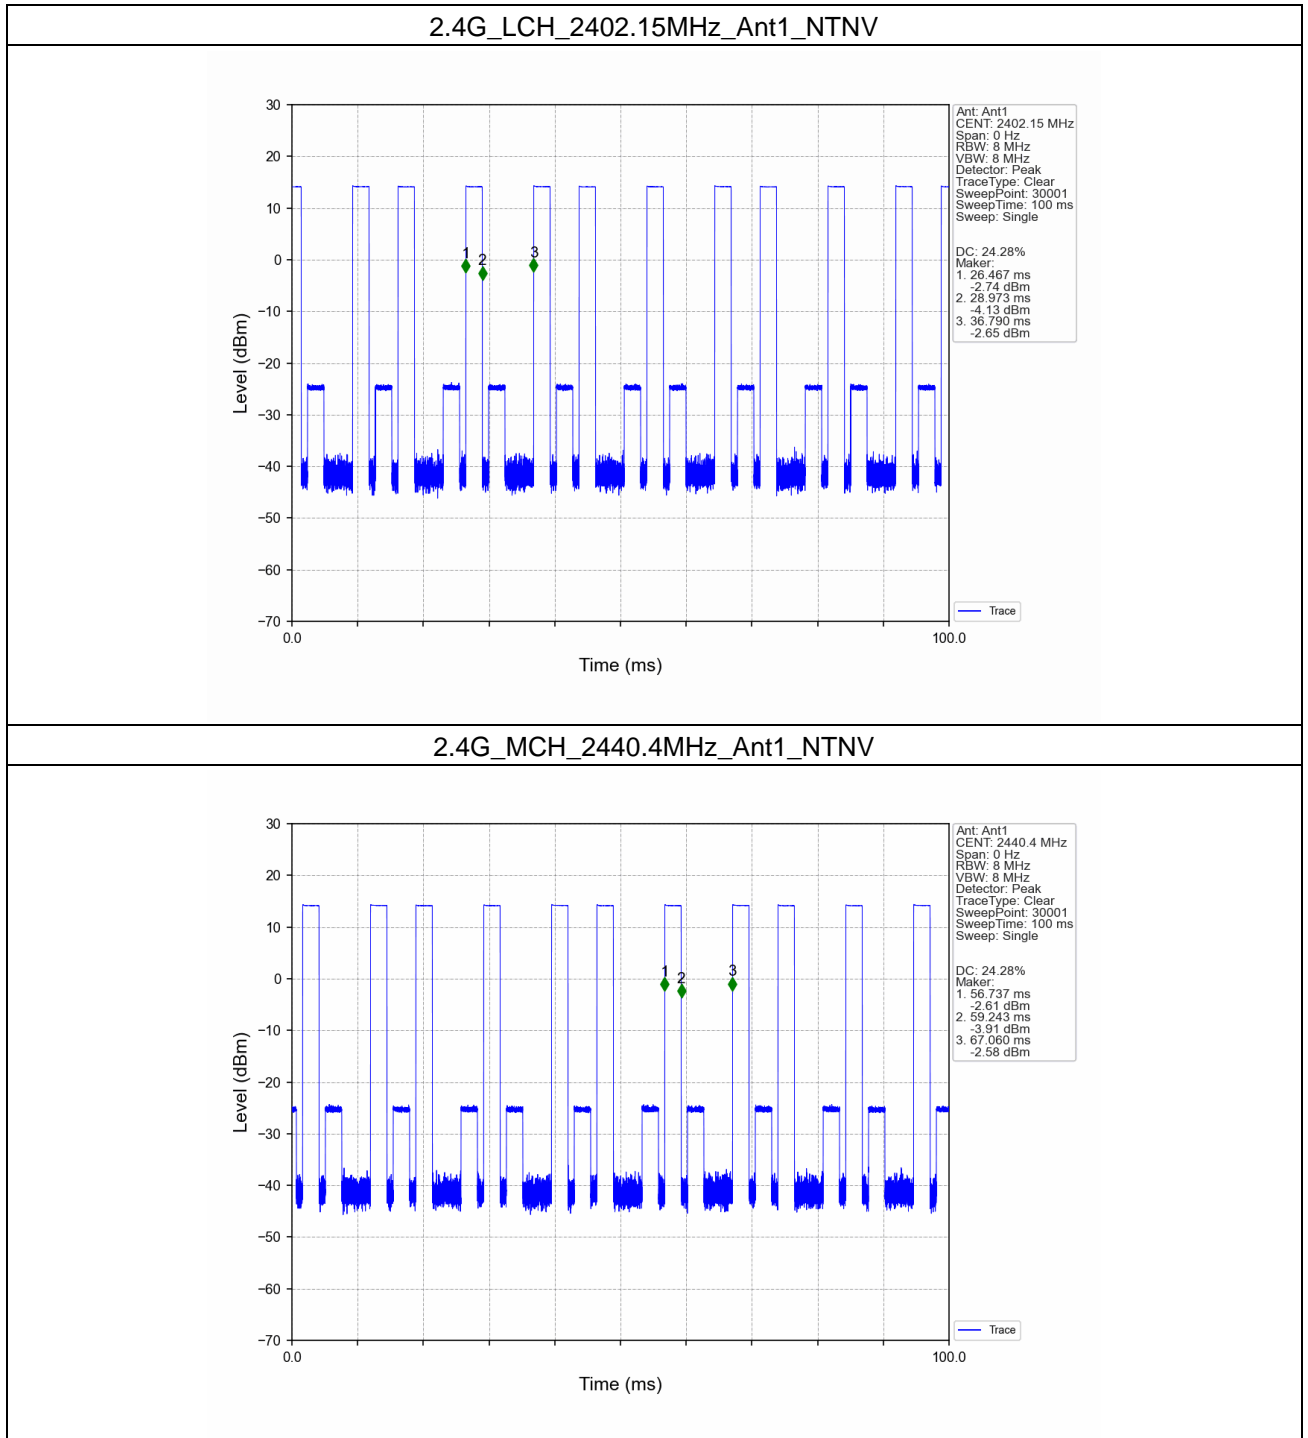 2.4G_LCH_2402.15MHz_Ant1_NTNV
30
20
10
0
−10
−20
−30
−40
−50
−60
−70
Level (dBm)
0.0
100.0
Time (ms)
1
2
3
Ant: Ant1
CENT: 2402.15 MHz
Span: 0 Hz
RBW: 8 MHz
VBW: 8 MHz
Detector: Peak
TraceType: Clear
SweepPoint: 30001
SweepTime: 100 ms
Sweep: Single
DC: 24.28%
Maker:
1. 26.467 ms
-2.74 dBm
2. 28.973 ms
-4.13 dBm
3. 36.790 ms
-2.65 dBm
Trace
2.4G_MCH_2440.4MHz_Ant1_NTNV
30
20
10
0
−10
−20
−30
−40
−50
−60
−70
Level (dBm)
0.0
100.0
Time (ms)
1
2
3
Ant: Ant1
CENT: 2440.4 MHz
Span: 0 Hz
RBW: 8 MHz
VBW: 8 MHz
Detector: Peak
TraceType: Clear
SweepPoint: 30001
SweepTime: 100 ms
Sweep: Single
DC: 24.28%
Maker:
1. 56.737 ms
-2.61 dBm
2. 59.243 ms
-3.91 dBm
3. 67.060 ms
-2.58 dBm
Trace